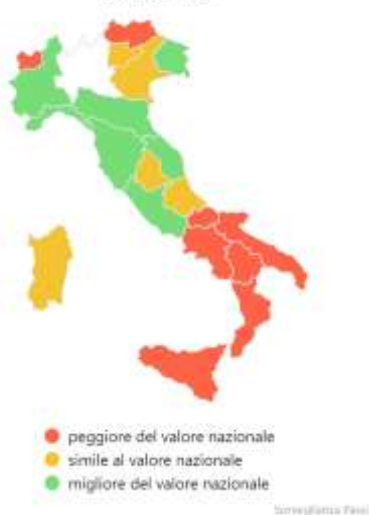 peggiore del valore nazionale
simile al valore nazionale
migliore del valore nazionale
Sorveglianza Passi